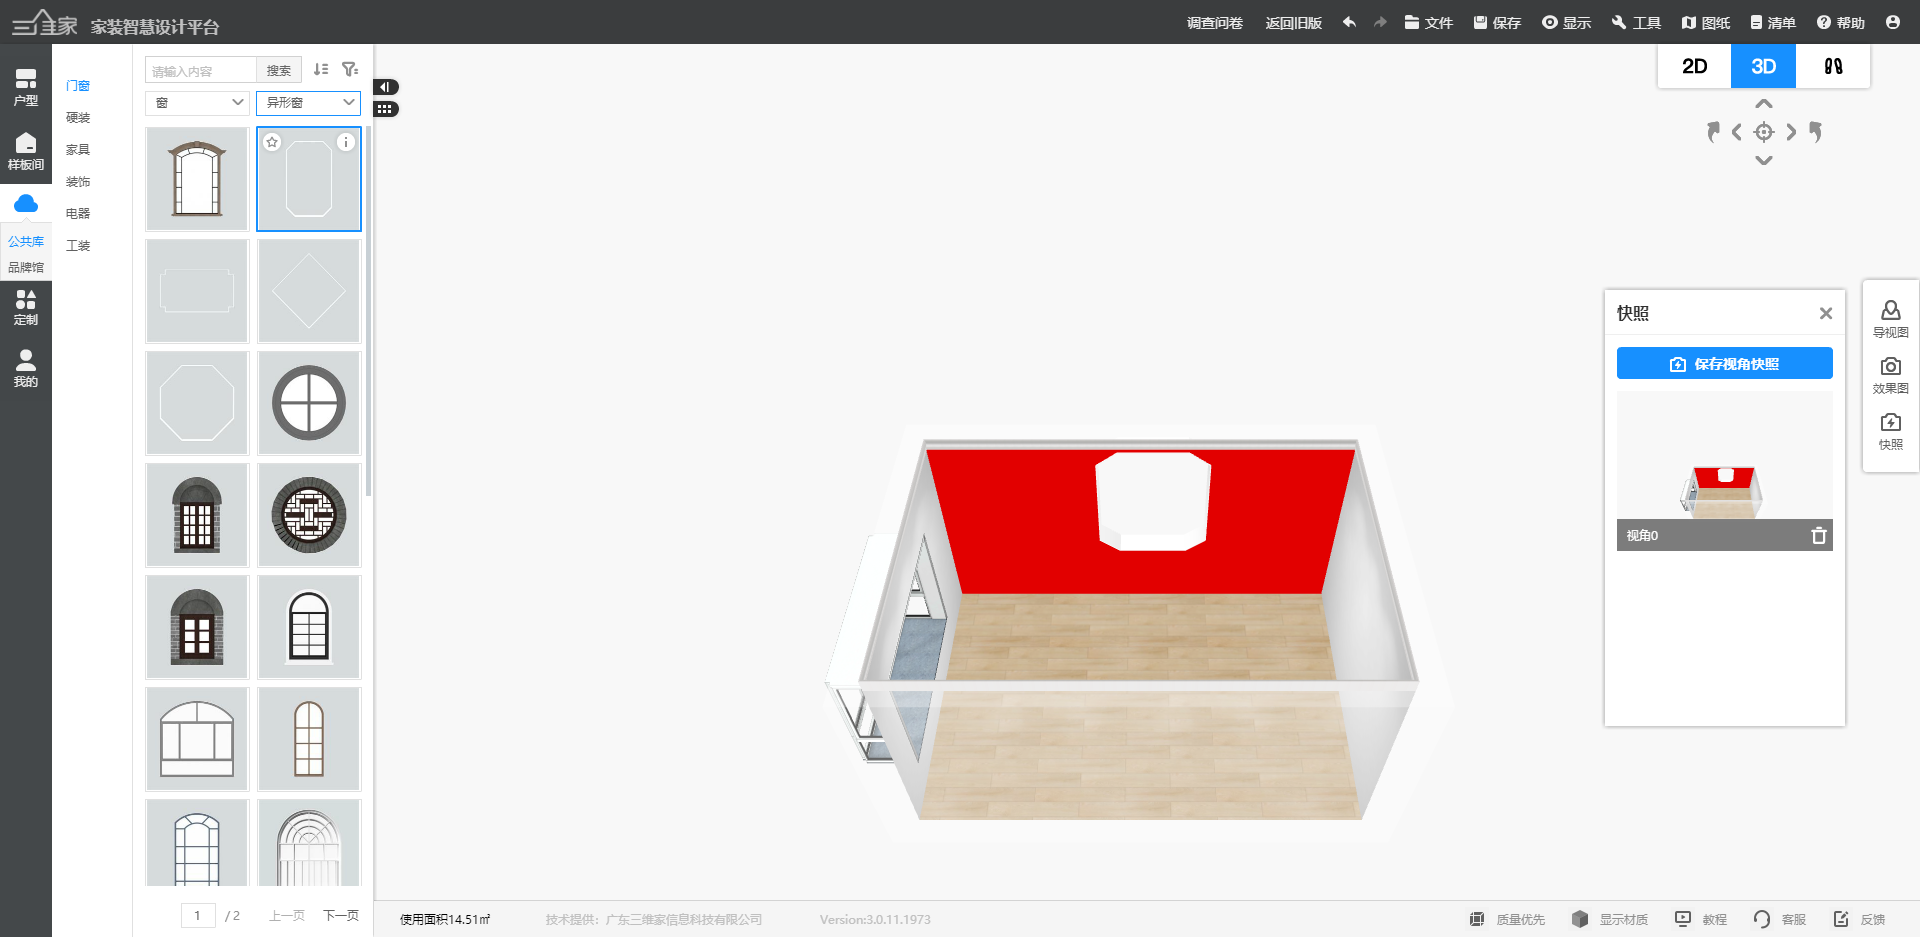 三维家 家装智慧设计平台
调查问卷 返回旧版 文件 保存 显示 工具 图纸 清单 帮助
户型
样板间
公共库
品牌馆
定制
我的
门窗
硬装
家具
装饰
电器
工装
请输入内容 搜索
窗 异形窗
1 / 2 上一页 下一页
2D 3D
快照
保存视角快照
视角0
导视图
效果图
快照
使用面积14.51㎡ 技术提供：广东三维家信息科技有限公司 Version:3.0.11.1973
质量优先 显示材质 教程 客服 反馈